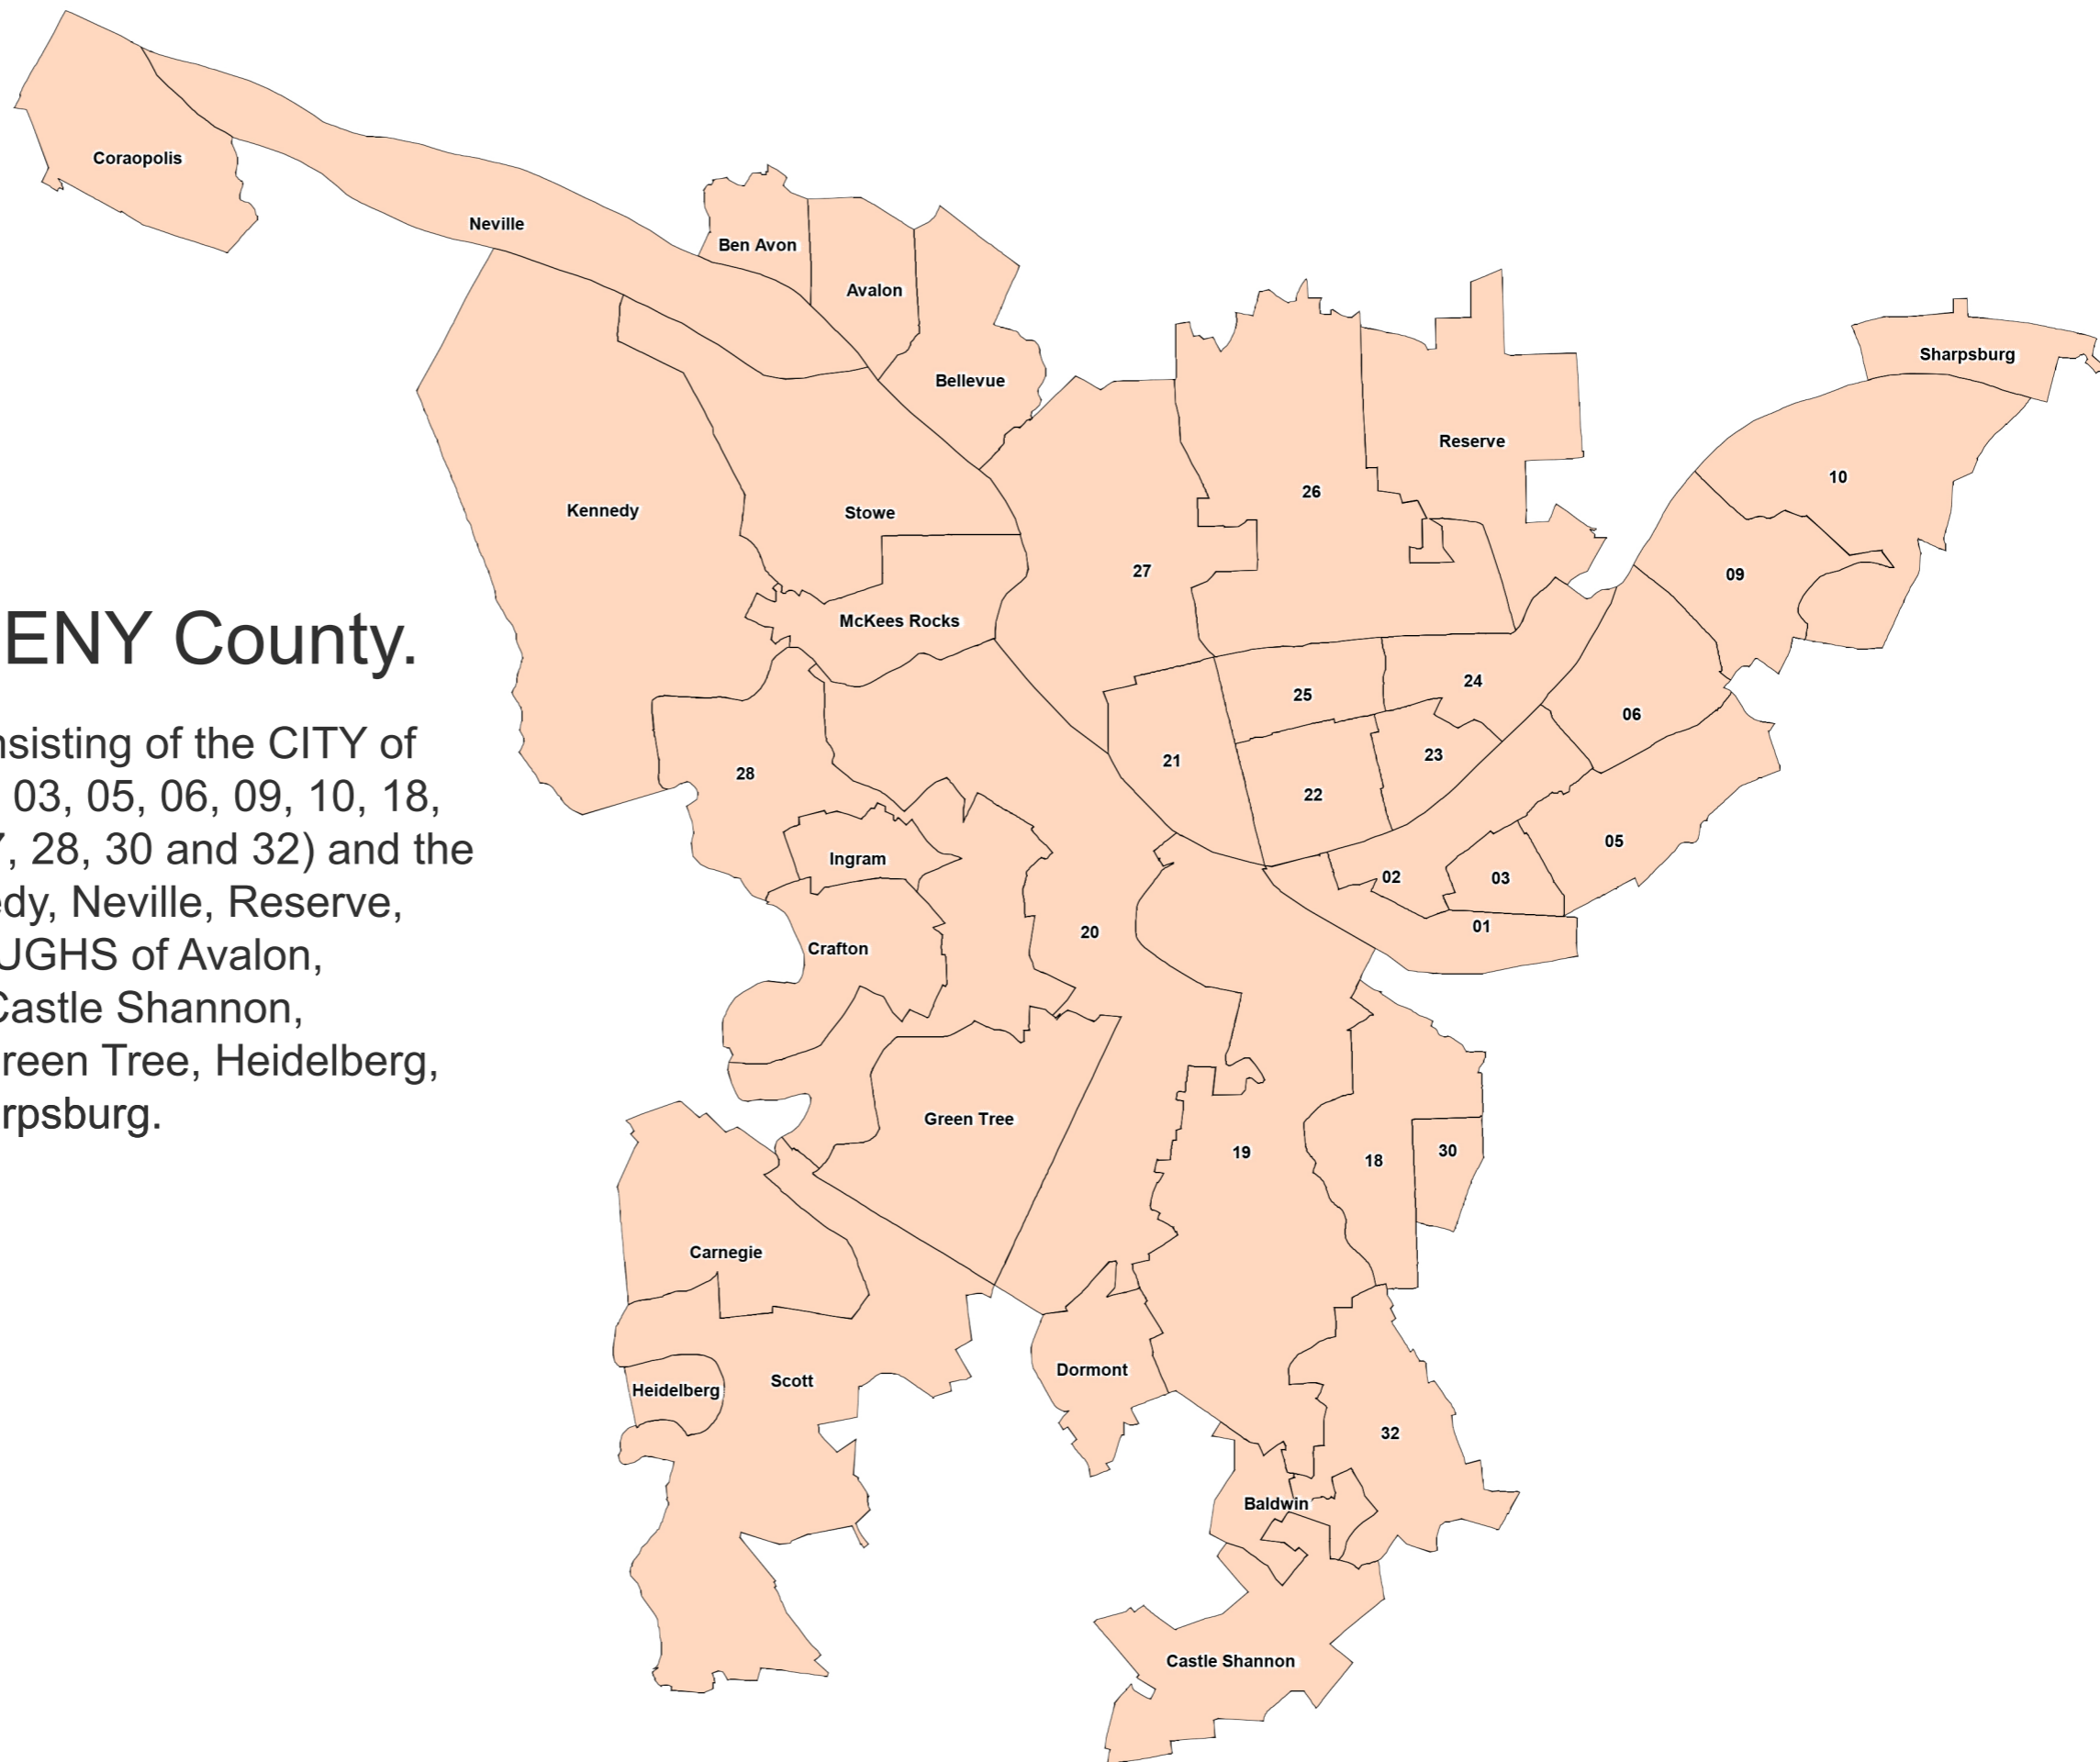 ENY County.
nsisting of the CITY of
03, 05, 06, 09, 10, 18,
7, 28, 30 and 32) and the
edy, Neville, Reserve,
UGHS of Avalon,
Castle Shannon,
reen Tree, Heidelberg,
rpsburg.
Coraopolis
Neville
Ben Avon
Avalon
Bellevue
Sharpsburg
Reserve
10
26
Kennedy
Stowe
27
09
McKees Rocks
24
25
06
23
21
28
22
05
Ingram
02
03
01
20
Crafton
Green Tree
19
18
30
Carnegie
Dormont
Scott
Heidelberg
32
Baldwin
Castle Shannon